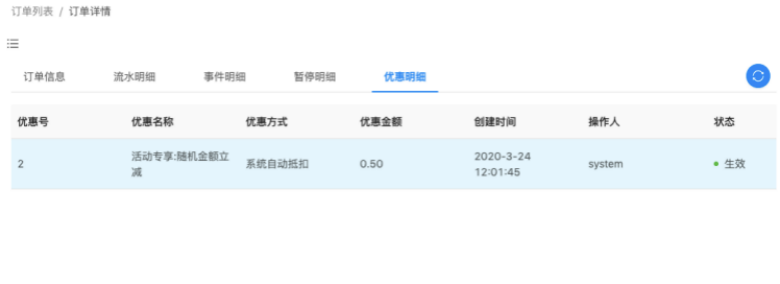 订单列表 / 订单详情
订单信息 流水明细 事件明细 暂停明细 优惠明细
优惠号 优惠名称 优惠方式 优惠金额 创建时间 操作人 状态
2 活动专享:随机金额立减 系统自动抵扣 0.50 2020-3-24 12:01:45 system 生效